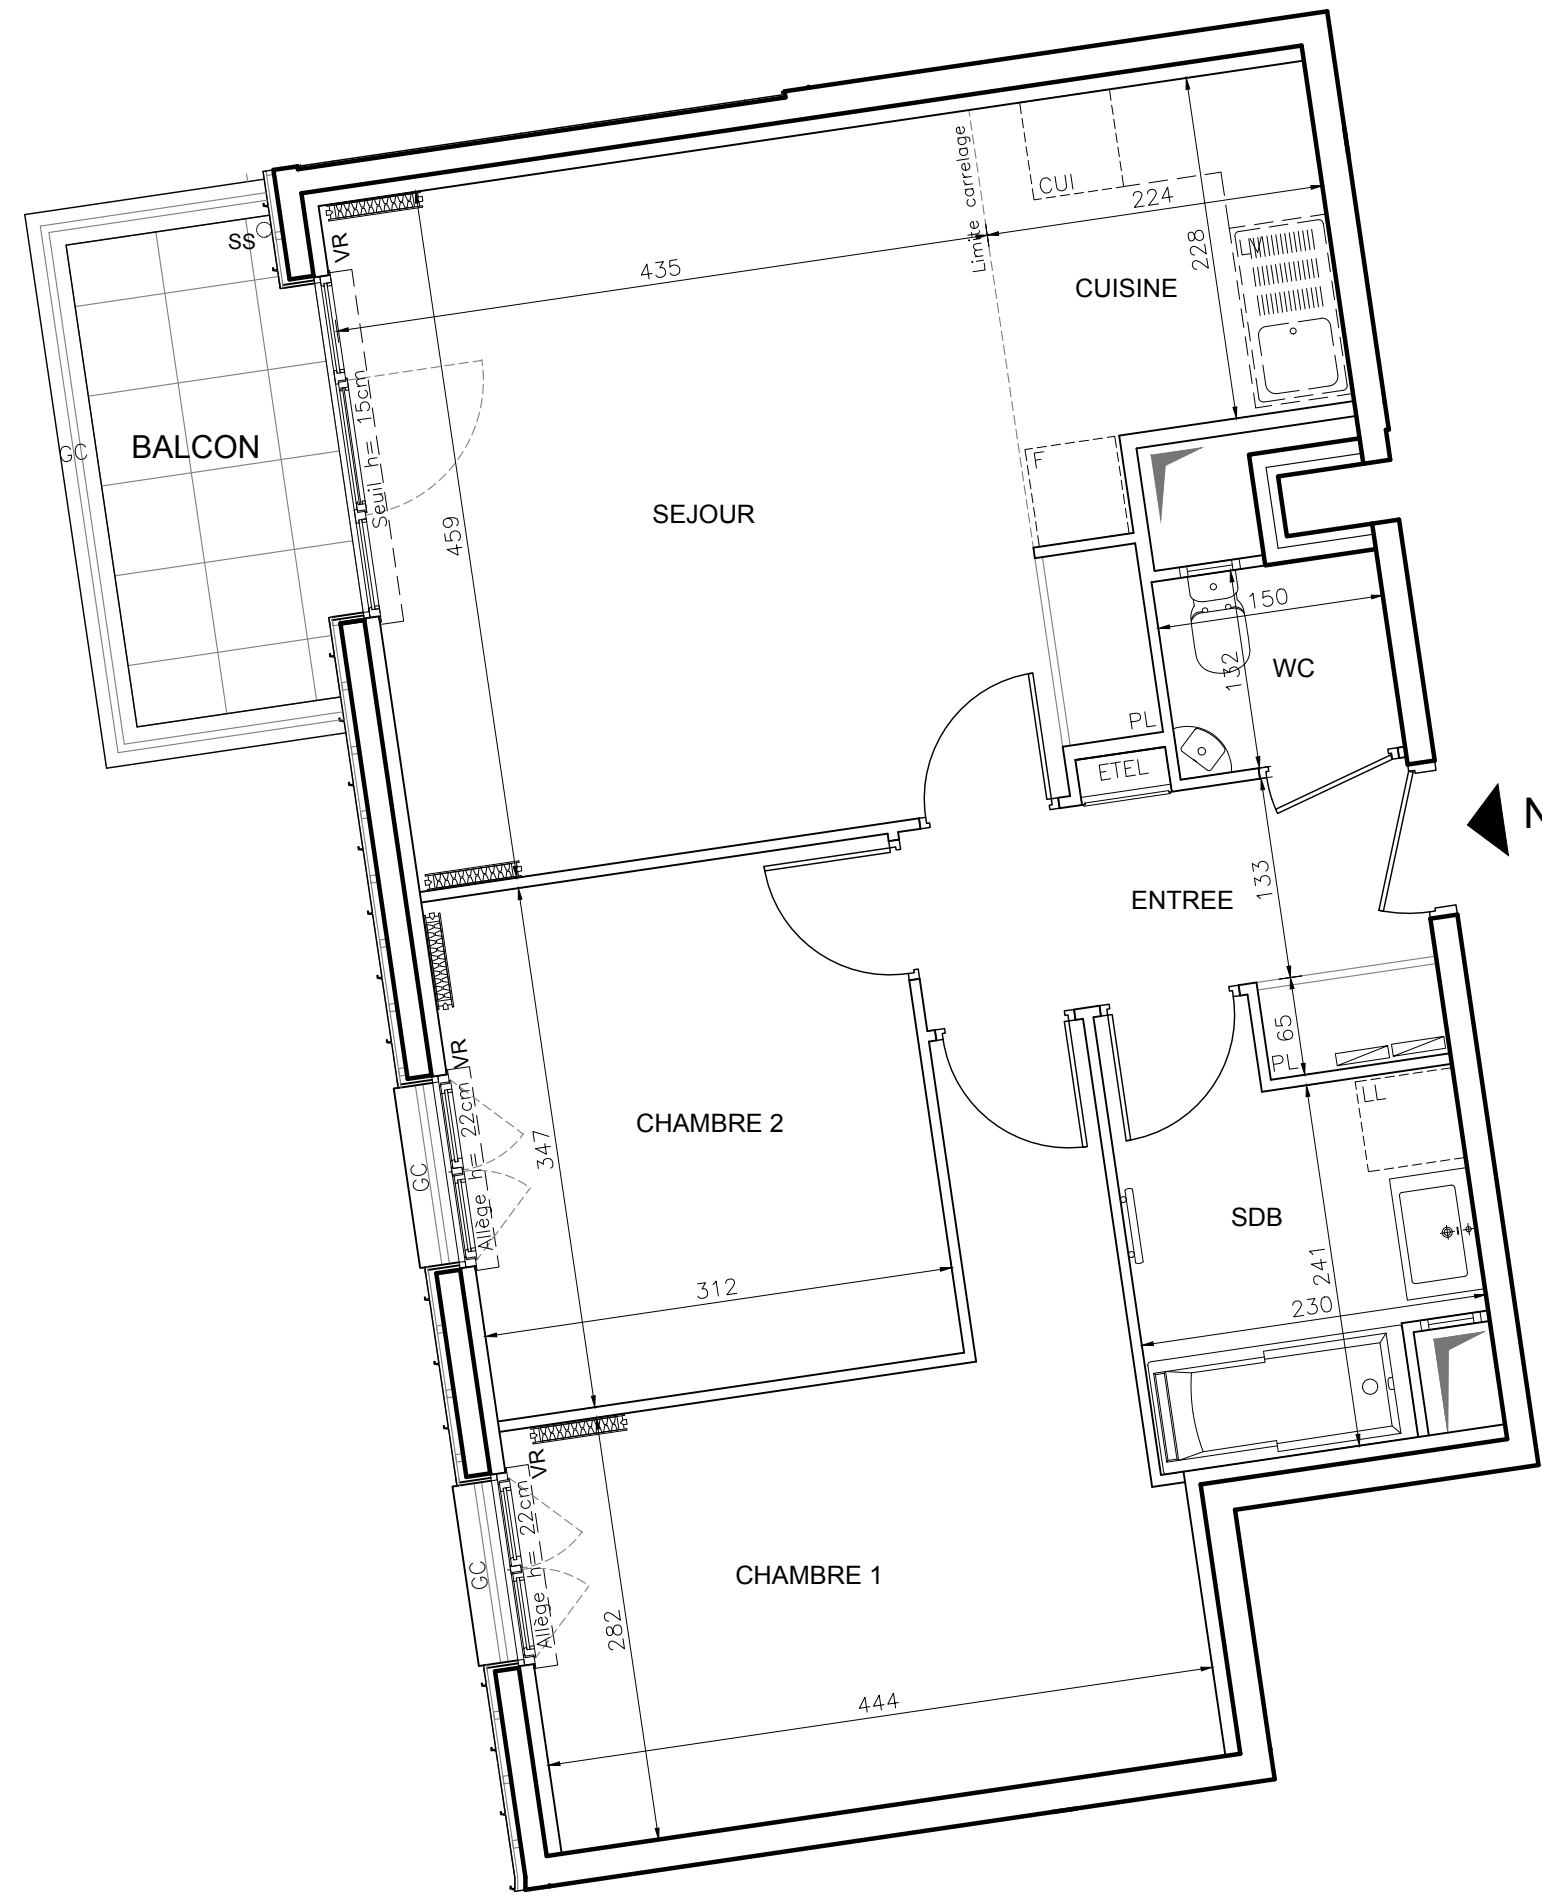 Limite carrelage
CUI
224
SS
VR
435
228
LV
CUISINE
GC
BALCON
Seuil h= 15cm
F
459
SEJOUR
150
132
WC
PL
ETEL
N
133
ENTREE
65
PL
VR
LL
Allège h= 22cm
CHAMBRE 2
347
GC
SDB
241
312
230
VR
Allège h= 22cm
GC
CHAMBRE 1
282
444